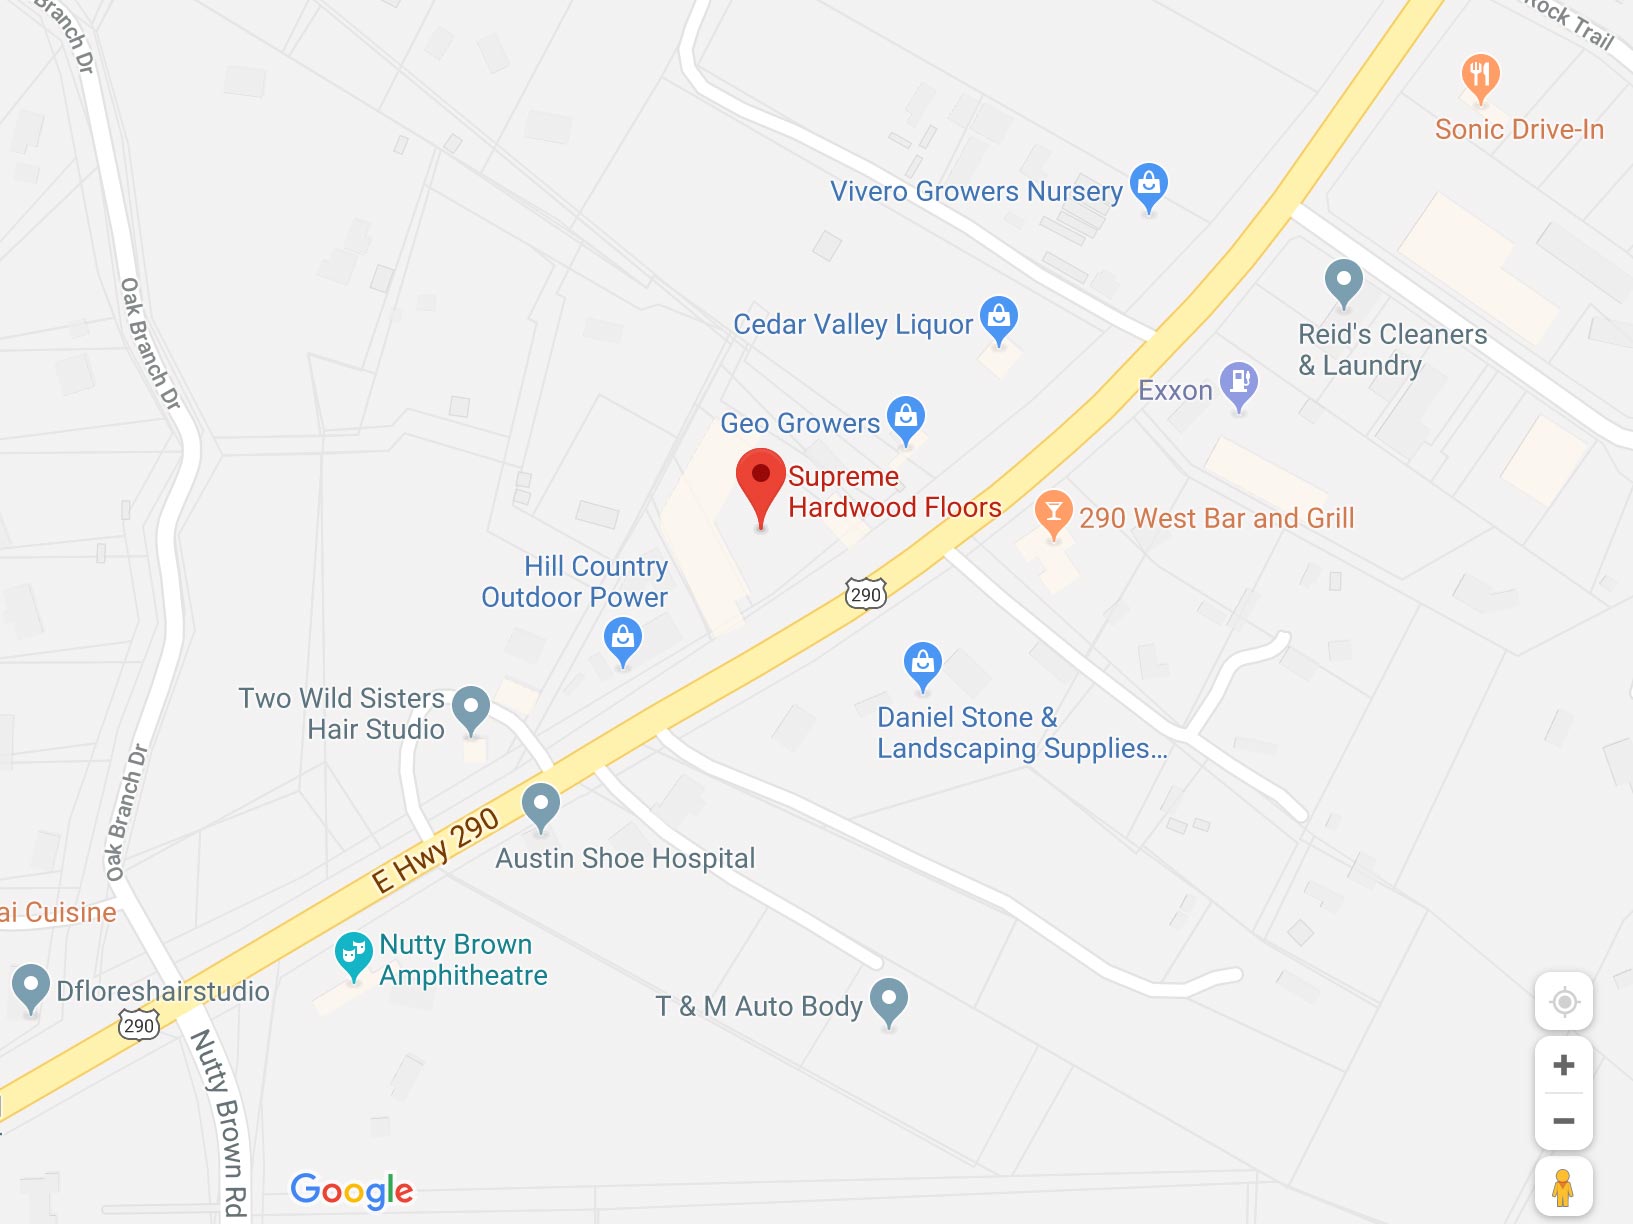 Branch Dr
Rock Trail
Sonic Drive-In
Vivero Growers Nursery
Oak Branch Dr
Cedar Valley Liquor
Reid's Cleaners
& Laundry
Exxon
Geo Growers
Supreme
Hardwood Floors
290 West Bar and Grill
Hill Country
Outdoor Power
290
Two Wild Sisters
Hair Studio
Daniel Stone &
Landscaping Supplies...
Oak Branch Dr
E Hwy 290
Austin Shoe Hospital
ai Cuisine
Nutty Brown
Amphitheatre
Dfloreshairstudio
T & M Auto Body
290
Nutty Brown Rd
Google